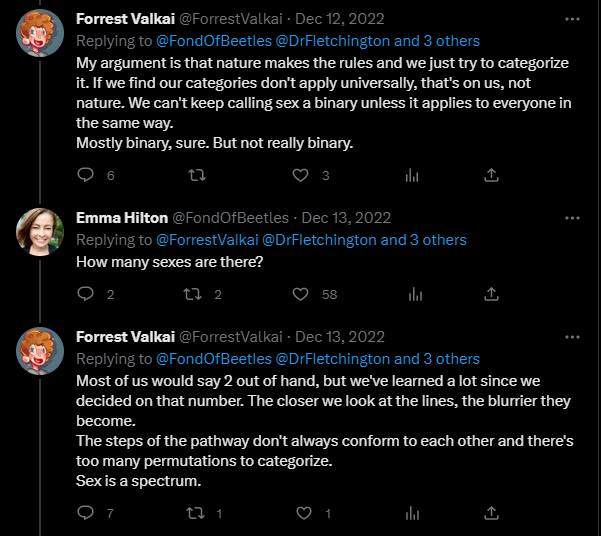 Forrest Valkai @ForrestValkai · Dec 12, 2022
Replying to @FondOfBeetles @DrFletchington and 3 others
My argument is that nature makes the rules and we just try to categorize
it. If we find our categories don't apply universally, that's on us, not
nature. We can't keep calling sex a binary unless it applies to everyone in
the same way.
Mostly binary, sure. But not really binary.
6 3
Emma Hilton @FondOfBeetles · Dec 13, 2022
Replying to @ForrestValkai @DrFletchington and 3 others
How many sexes are there?
2 2 58
Forrest Valkai @ForrestValkai · Dec 13, 2022
Replying to @FondOfBeetles @DrFletchington and 3 others
Most of us would say 2 out of hand, but we've learned a lot since we
decided on that number. The closer we look at the lines, the blurrier they
become.
The steps of the pathway don't always conform to each other and there's
too many permutations to categorize.
Sex is a spectrum.
7 1 1